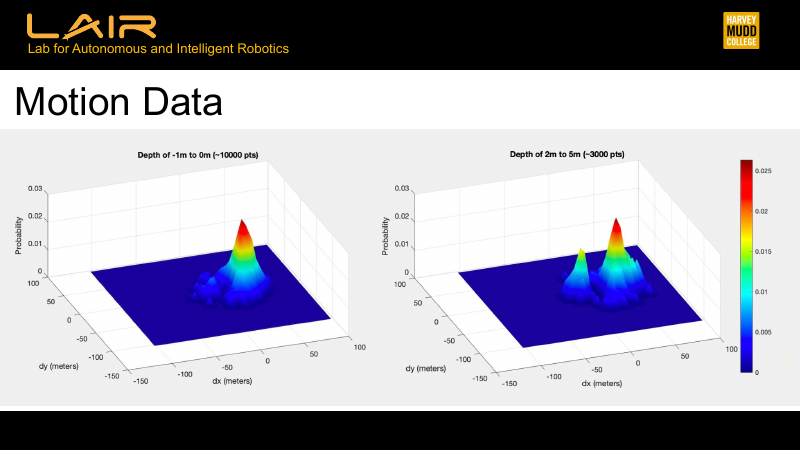 LAIR
Lab for Autonomous and Intelligent Robotics
HARVEY
MUDD
COLLEGE
Motion Data
Depth of -1m to 0m (~10000 pts)
0.03
0.02
0.01
0
Probability
100
50
0
-50
-100
-150
dy (meters)
-150
-100
-50
0
50
100
dx (meters)
Depth of 2m to 5m (~3000 pts)
0.03
0.02
0.01
0
Probability
100
50
0
-50
-100
-150
dy (meters)
-150
-100
-50
0
50
100
dx (meters)
0.025
0.02
0.015
0.01
0.005
0